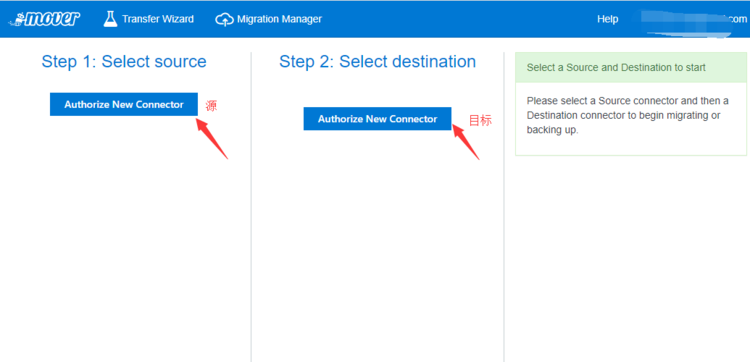 mover Transfer Wizard Migration Manager Help .com
Step 1: Select source
Authorize New Connector 源
Step 2: Select destination
Authorize New Connector 目标
Select a Source and Destination to start
Please select a Source connector and then a
Destination connector to begin migrating or
backing up.